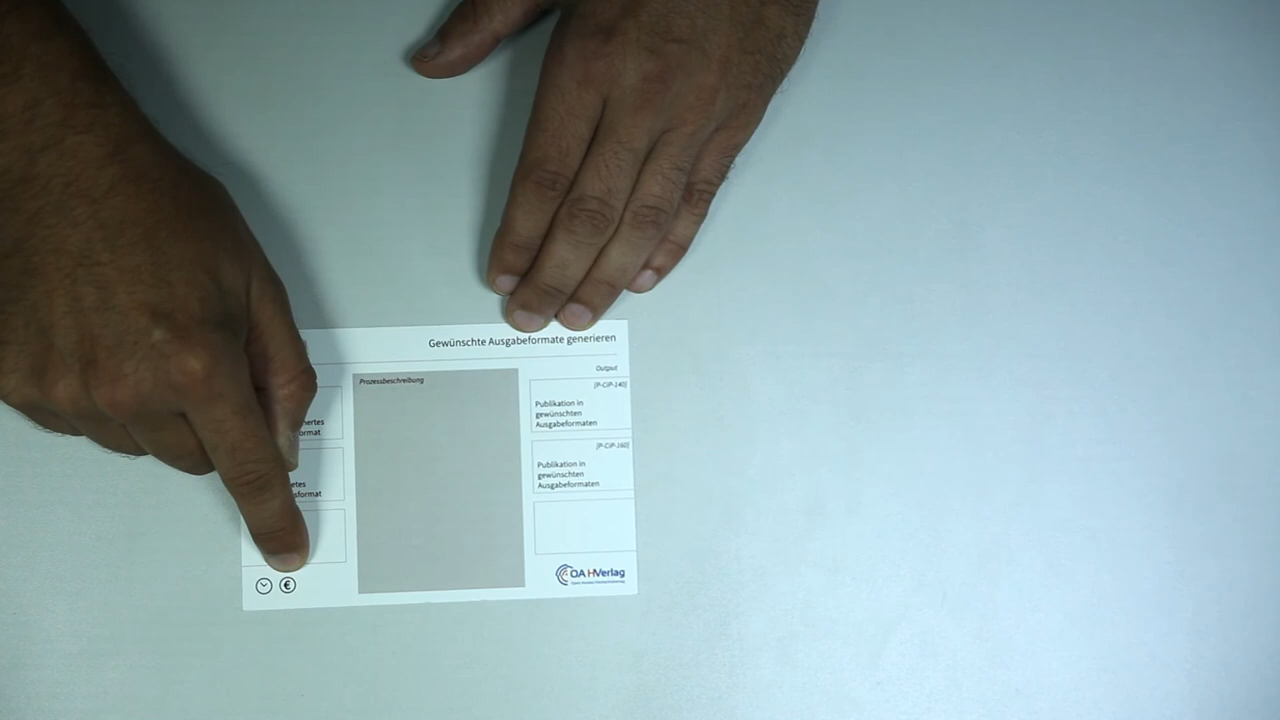 Gewünschte Ausgabeformate generieren
Output
Prozessbeschreibung
[P-CiP-140]
Publikation in
gewünschten
Ausgabeformaten
[P-CiP-160]
Publikation in
gewünschten
Ausgabeformaten
€
OA HVerlag